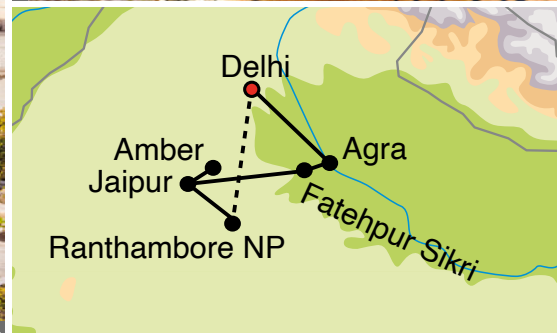 Delhi
Amber
Agra
Jaipur
Fatehpur Sikri
Ranthambore NP